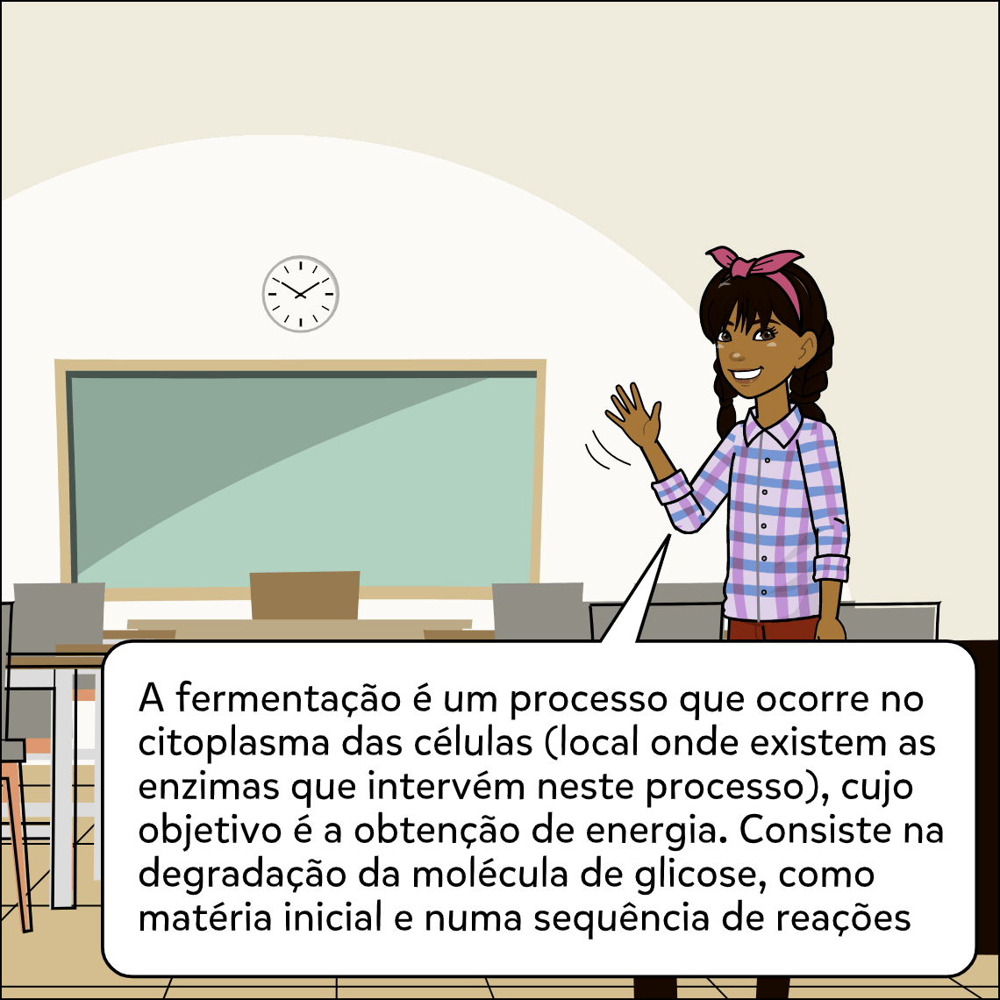 A fermentação é um processo que ocorre no
citoplasma das células (local onde existem as
enzimas que intervém neste processo), cujo
objetivo é a obtenção de energia. Consiste na
degradação da molécula de glicose, como
matéria inicial e numa sequência de reações